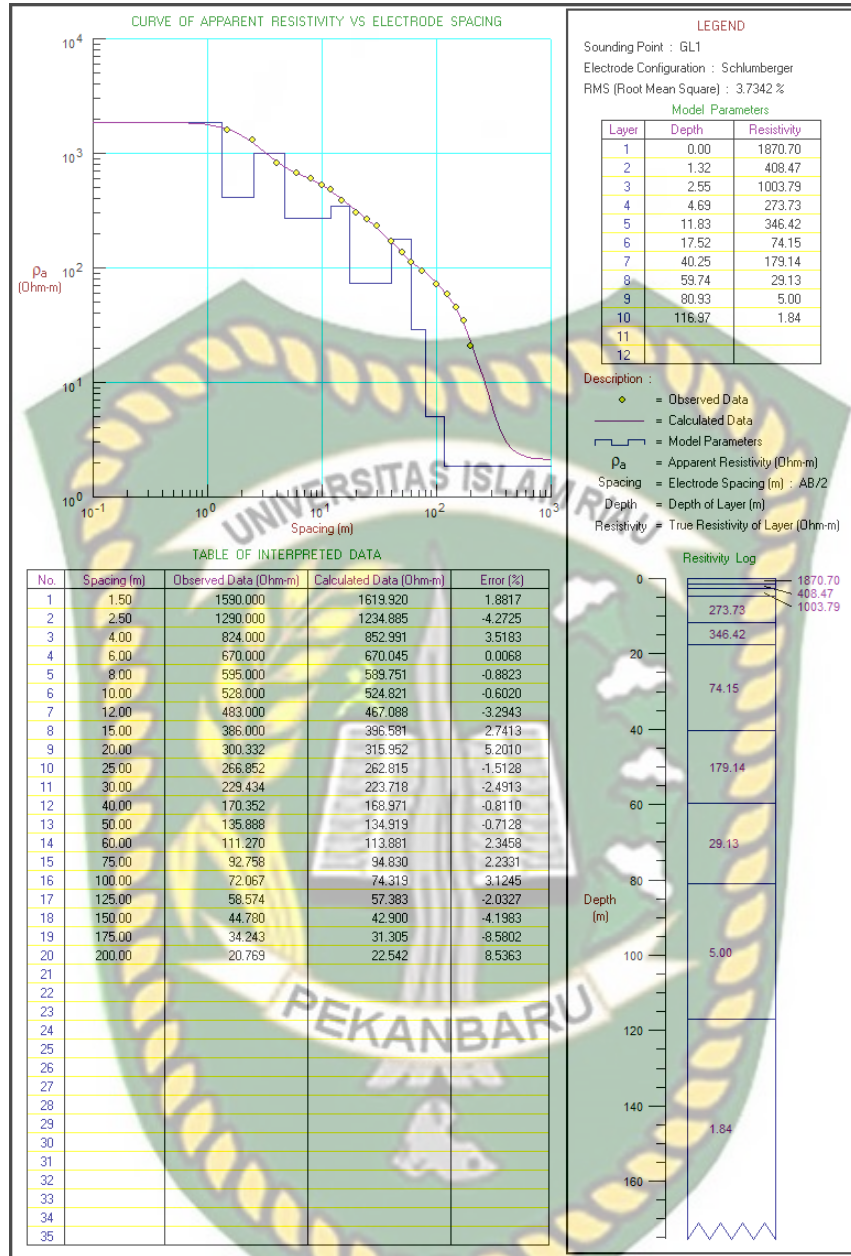 CURVE OF APPARENT RESISTIVITY VS ELECTRODE SPACING
10^4
10^3
10^2
10^1
10^0
ρa
(Ohm-m)
10^-1
10^0
10^1
10^2
10^3
Spacing (m)
LEGEND
Sounding Point : GL1
Electrode Configuration : Schlumberger
RMS (Root Mean Square) : 3.7342 %
Model Parameters
Layer Depth Resistivity
1 0.00 1870.70
2 1.32 408.47
3 2.55 1003.79
4 4.69 273.73
5 11.83 346.42
6 17.52 74.15
7 40.25 179.14
8 59.74 29.13
9 80.93 5.00
10 116.97 1.84
11
12
Description :
= Observed Data
= Calculated Data
= Model Parameters
ρa = Apparent Resistivity (Ohm-m)
Spacing = Electrode Spacing (m) : AB/2
Depth = Depth of Layer (m)
Resistivity = True Resistivity of Layer (Ohm-m)
UNIVERSITAS ISLAM RIAU
TABLE OF INTERPRETED DATA
No. Spacing (m) Observed Data (Ohm-m) Calculated Data (Ohm-m) Error (%)
1 1.50 1590.000 1619.920 1.8817
2 2.50 1290.000 1234.885 -4.2725
3 4.00 824.000 852.991 3.5183
4 6.00 670.000 670.045 0.0068
5 8.00 595.000 589.751 -0.8823
6 10.00 528.000 524.821 -0.6020
7 12.00 483.000 467.088 -3.2943
8 15.00 386.000 396.581 2.7413
9 20.00 300.332 315.952 5.2010
10 25.00 266.852 262.815 -1.5128
11 30.00 229.434 223.718 -2.4913
12 40.00 170.352 168.971 -0.8110
13 50.00 135.888 134.919 -0.7128
14 60.00 111.270 113.881 2.3458
15 75.00 92.758 94.830 2.2331
16 100.00 72.067 74.319 3.1245
17 125.00 58.574 57.383 -2.0327
18 150.00 44.780 42.900 -4.1983
19 175.00 34.243 31.305 -8.5802
20 200.00 20.769 22.542 8.5363
21
22
23
24
25
26
27
28
29
30
31
32
33
34
35
PEKANBARU
Resitivity Log
0
20
40
60
80
100
120
140
160
Depth
(m)
1870.70
408.47
1003.79
273.73
346.42
74.15
179.14
29.13
5.00
1.84